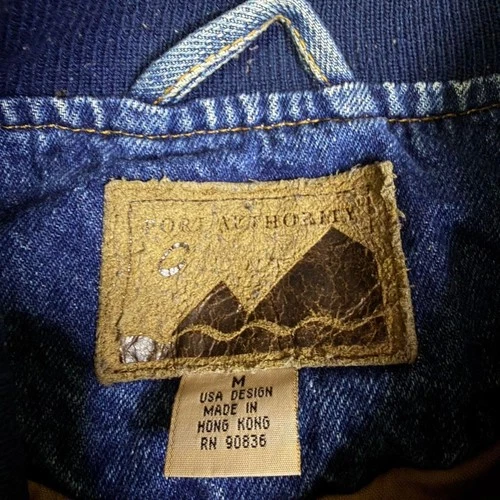 PORT AUTHORITY
M
USA DESIGN
MADE IN
HONG KONG
RN 90836